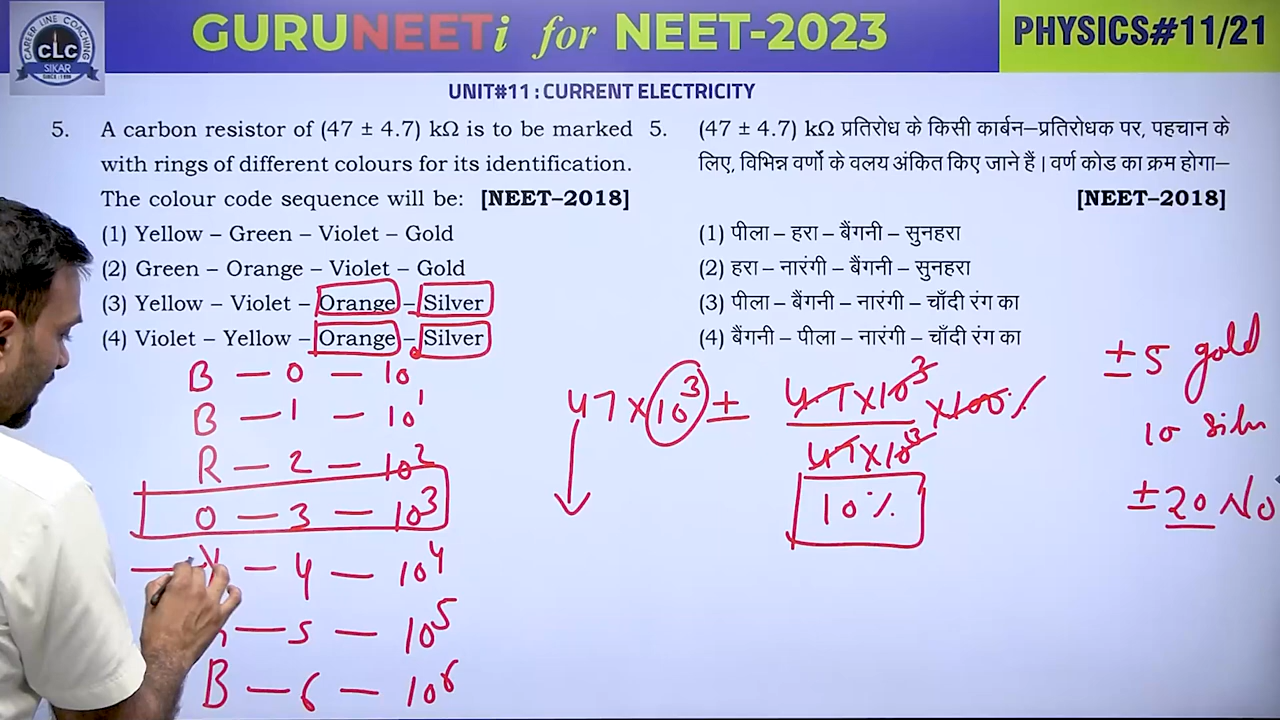 CAREER LINE COACHING
CLC
SIKAR
SINCE : 1996
GURUNEETi for NEET-2023
PHYSICS#11/21
UNIT#11 : CURRENT ELECTRICITY
5. A carbon resistor of (47 ± 4.7) kΩ is to be marked
with rings of different colours for its identification.
The colour code sequence will be: [NEET–2018]
(1) Yellow – Green – Violet – Gold
(2) Green – Orange – Violet – Gold
(3) Yellow – Violet – Orange – Silver
(4) Violet – Yellow – Orange – Silver
5. (47 ± 4.7) kΩ प्रतिरोध के किसी कार्बन–प्रतिरोधक पर, पहचान के
लिए, विभिन्न वर्णों के वलय अंकित किए जाने हैं। वर्ण कोड का क्रम होगा–
[NEET–2018]
(1) पीला – हरा – बैंगनी – सुनहरा
(2) हरा – नारंगी – बैंगनी – सुनहरा
(3) पीला – बैंगनी – नारंगी – चाँदी रंग का
(4) बैंगनी – पीला – नारंगी – चाँदी रंग का
B – 0 – 10°
B – 1 – 10¹
R – 2 – 10²
O – 3 – 10³
Y – 4 – 10⁴
– 5 – 10⁵
B – 6 – 10⁶
47 × 10³ ±
4.7 × 10³
47 × 10³
× 100%
10%
± 5 gold
10 silver
± 20 No